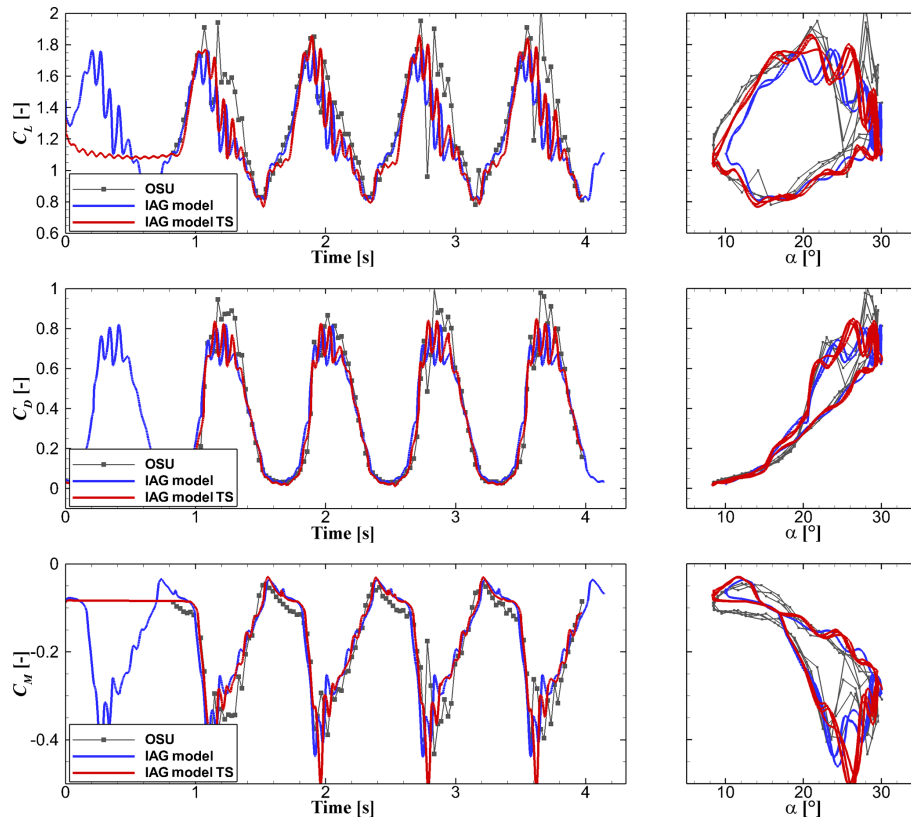 2
1.8
1.6
1.4
1.2
1
0.8
0.6
C_L [-]
OSU
IAG model
IAG model TS
0
1
2
3
4
Time [s]
10
20
30
α [°]
1
0.8
0.6
0.4
0.2
0
C_D [-]
OSU
IAG model
IAG model TS
0
1
2
3
4
Time [s]
10
20
30
α [°]
0
-0.2
-0.4
C_M [-]
OSU
IAG model
IAG model TS
0
1
2
3
4
Time [s]
10
20
30
α [°]